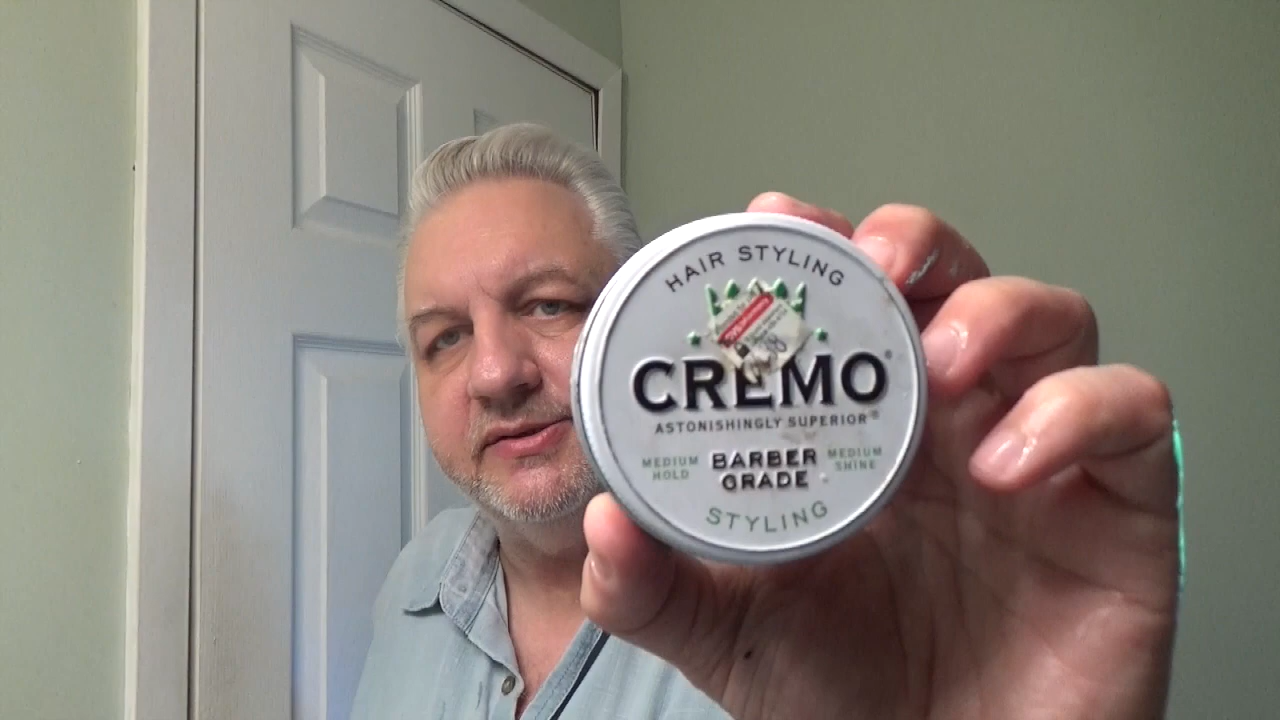 HAIR STYLING
CREMO®
ASTONISHINGLY SUPERIOR®
MEDIUM HOLD
BARBER GRADE
MEDIUM SHINE
STYLING